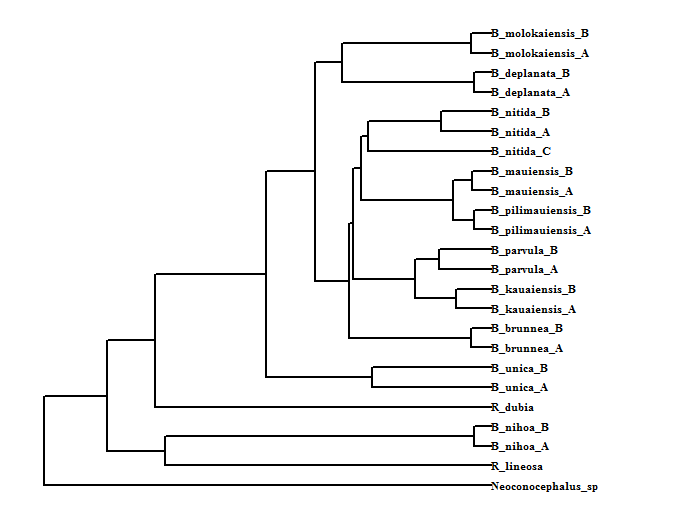 B_molokaiensis_B
B_molokaiensis_A
B_deplanata_B
B_deplanata_A
B_nitida_B
B_nitida_A
B_nitida_C
B_mauiensis_B
B_mauiensis_A
B_pilimauiensis_B
B_pilimauiensis_A
B_parvula_B
B_parvula_A
B_kauaiensis_B
B_kauaiensis_A
B_brunnea_B
B_brunnea_A
B_unica_B
B_unica_A
R_dubia
B_nihoa_B
B_nihoa_A
R_lineosa
Neoconocephalus_sp